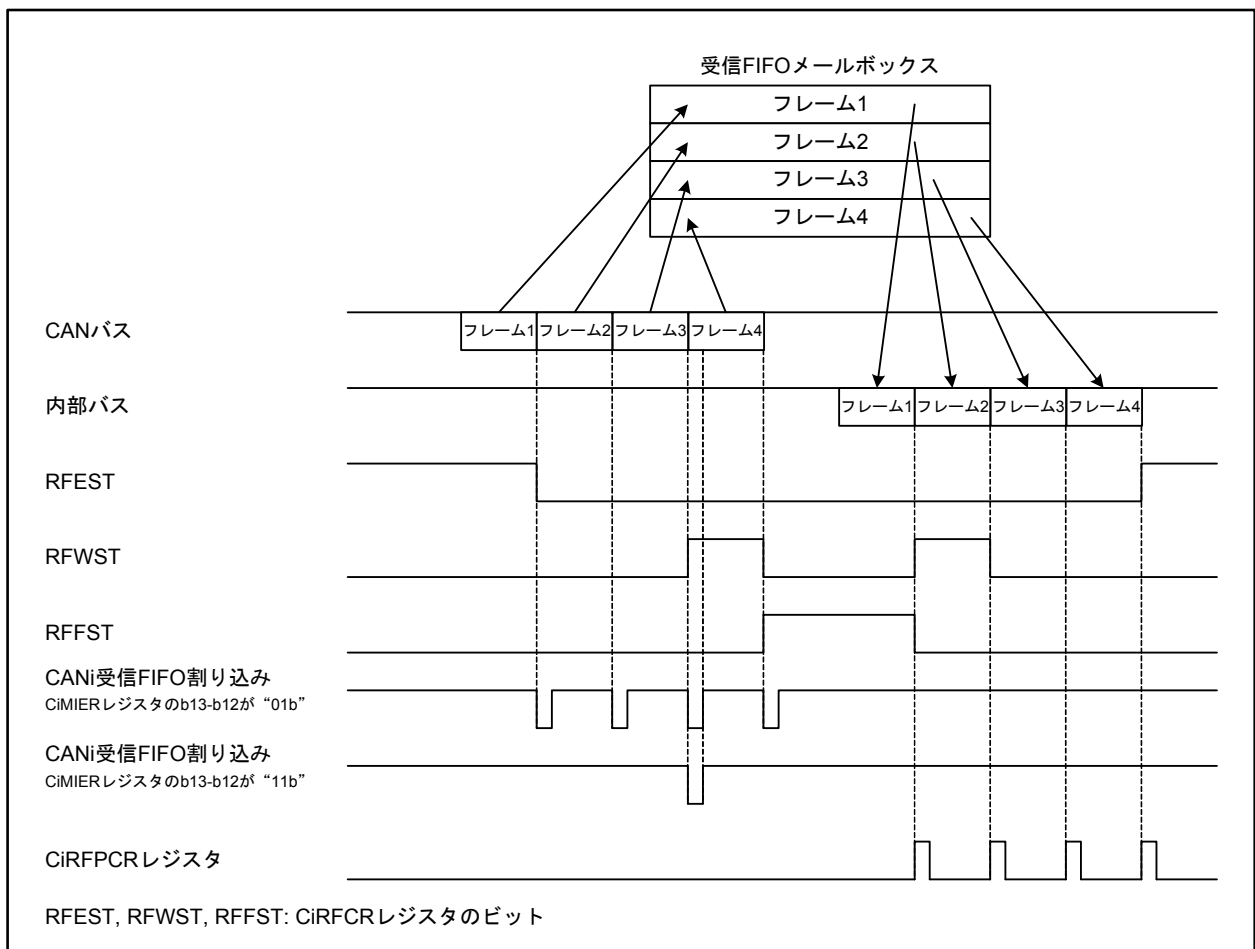 受信FIFOメールボックス
フレーム1
フレーム2
フレーム3
フレーム4
CANバス
フレーム1 フレーム2 フレーム3 フレーム4
内部バス
フレーム1 フレーム2 フレーム3 フレーム4
RFEST
RFWST
RFFST
CANi受信FIFO割り込み
CiMIERレジスタのb13-b12が“01b”
CANi受信FIFO割り込み
CiMIERレジスタのb13-b12が“11b”
CiRFPCRレジスタ
RFEST, RFWST, RFFST: CiRFCRレジスタのビット